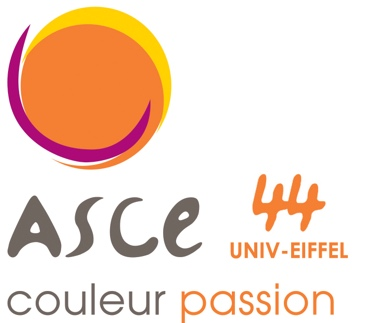 ASCe 44
UNIV-EIFFEL
couleur passion